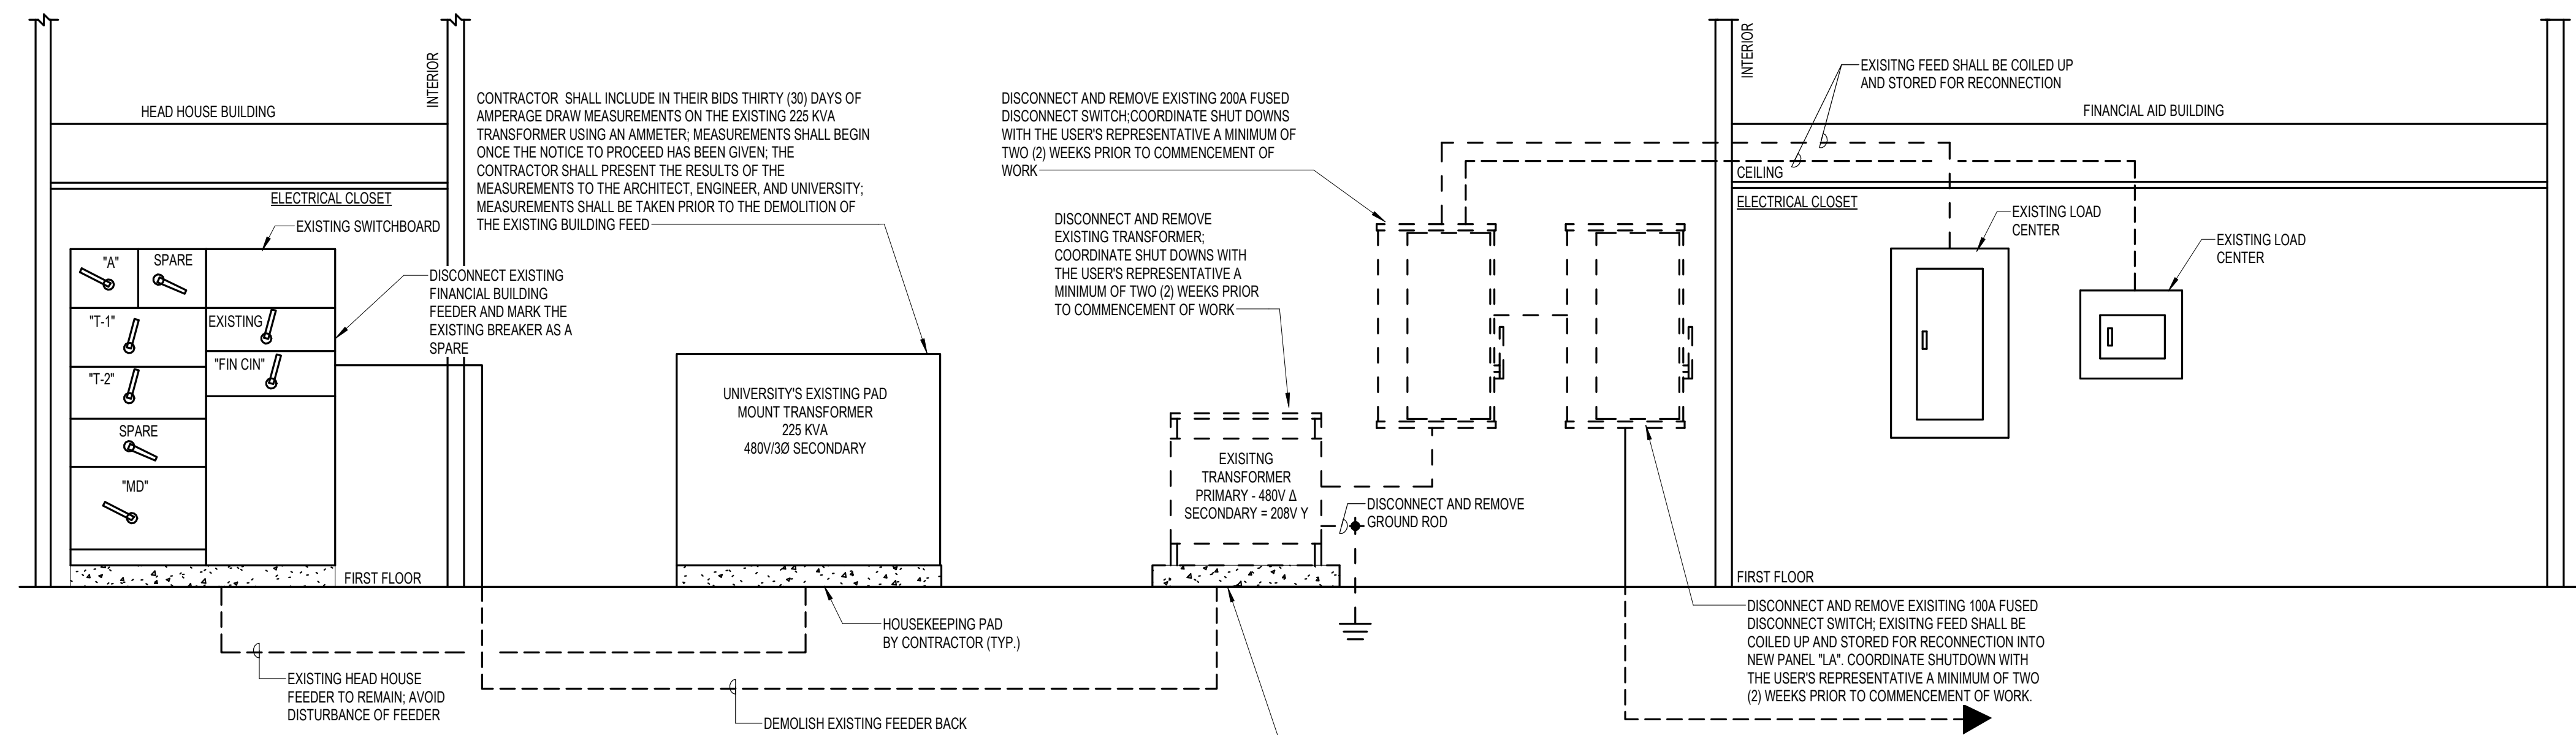 HEAD HOUSE BUILDING
INTERIOR
ELECTRICAL CLOSET
EXISTING SWITCHBOARD
"A"
SPARE
"T-1"
EXISTING
"FIN CIN"
"T-2"
SPARE
"MD"
FIRST FLOOR
DISCONNECT EXISTING
FINANCIAL BUILDING
FEEDER AND MARK THE
EXISTING BREAKER AS A
SPARE
EXISTING HEAD HOUSE
FEEDER TO REMAIN; AVOID
DISTURBANCE OF FEEDER
CONTRACTOR SHALL INCLUDE IN THEIR BIDS THIRTY (30) DAYS OF
AMPERAGE DRAW MEASUREMENTS ON THE EXISTING 225 KVA
TRANSFORMER USING AN AMMETER; MEASUREMENTS SHALL BEGIN
ONCE THE NOTICE TO PROCEED HAS BEEN GIVEN; THE
CONTRACTOR SHALL PRESENT THE RESULTS OF THE
MEASUREMENTS TO THE ARCHITECT, ENGINEER, AND UNIVERSITY;
MEASUREMENTS SHALL BE TAKEN PRIOR TO THE DEMOLITION OF
THE EXISTING BUILDING FEED
UNIVERSITY'S EXISTING PAD
MOUNT TRANSFORMER
225 KVA
480V/3Ø SECONDARY
HOUSEKEEPING PAD
BY CONTRACTOR (TYP.)
DEMOLISH EXISTING FEEDER BACK
DISCONNECT AND REMOVE EXISTING 200A FUSED
DISCONNECT SWITCH;COORDINATE SHUT DOWNS
WITH THE USER'S REPRESENTATIVE A MINIMUM OF
TWO (2) WEEKS PRIOR TO COMMENCEMENT OF
WORK
DISCONNECT AND REMOVE
EXISTING TRANSFORMER;
COORDINATE SHUT DOWNS WITH
THE USER'S REPRESENTATIVE A
MINIMUM OF TWO (2) WEEKS PRIOR
TO COMMENCEMENT OF WORK
EXISITNG
TRANSFORMER
PRIMARY - 480V Δ
SECONDARY = 208V Y
DISCONNECT AND REMOVE
GROUND ROD
INTERIOR
EXISITNG FEED SHALL BE COILED UP
AND STORED FOR RECONNECTION
FINANCIAL AID BUILDING
CEILING
ELECTRICAL CLOSET
EXISTING LOAD
CENTER
EXISTING LOAD
CENTER
FIRST FLOOR
DISCONNECT AND REMOVE EXISITING 100A FUSED
DISCONNECT SWITCH; EXISITNG FEED SHALL BE
COILED UP AND STORED FOR RECONNECTION INTO
NEW PANEL "LA". COORDINATE SHUTDOWN WITH
THE USER'S REPRESENTATIVE A MINIMUM OF TWO
(2) WEEKS PRIOR TO COMMENCEMENT OF WORK.